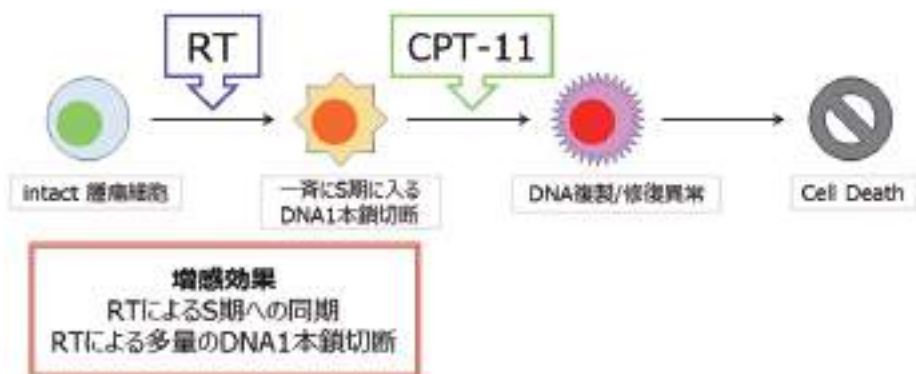 RT
CPT-11
intact 腫瘍細胞
一斉にS期に入る
DNA1本鎖切断
DNA複製/修復異常
Cell Death
増感効果
RTによるS期への同期
RTによる多量のDNA1本鎖切断